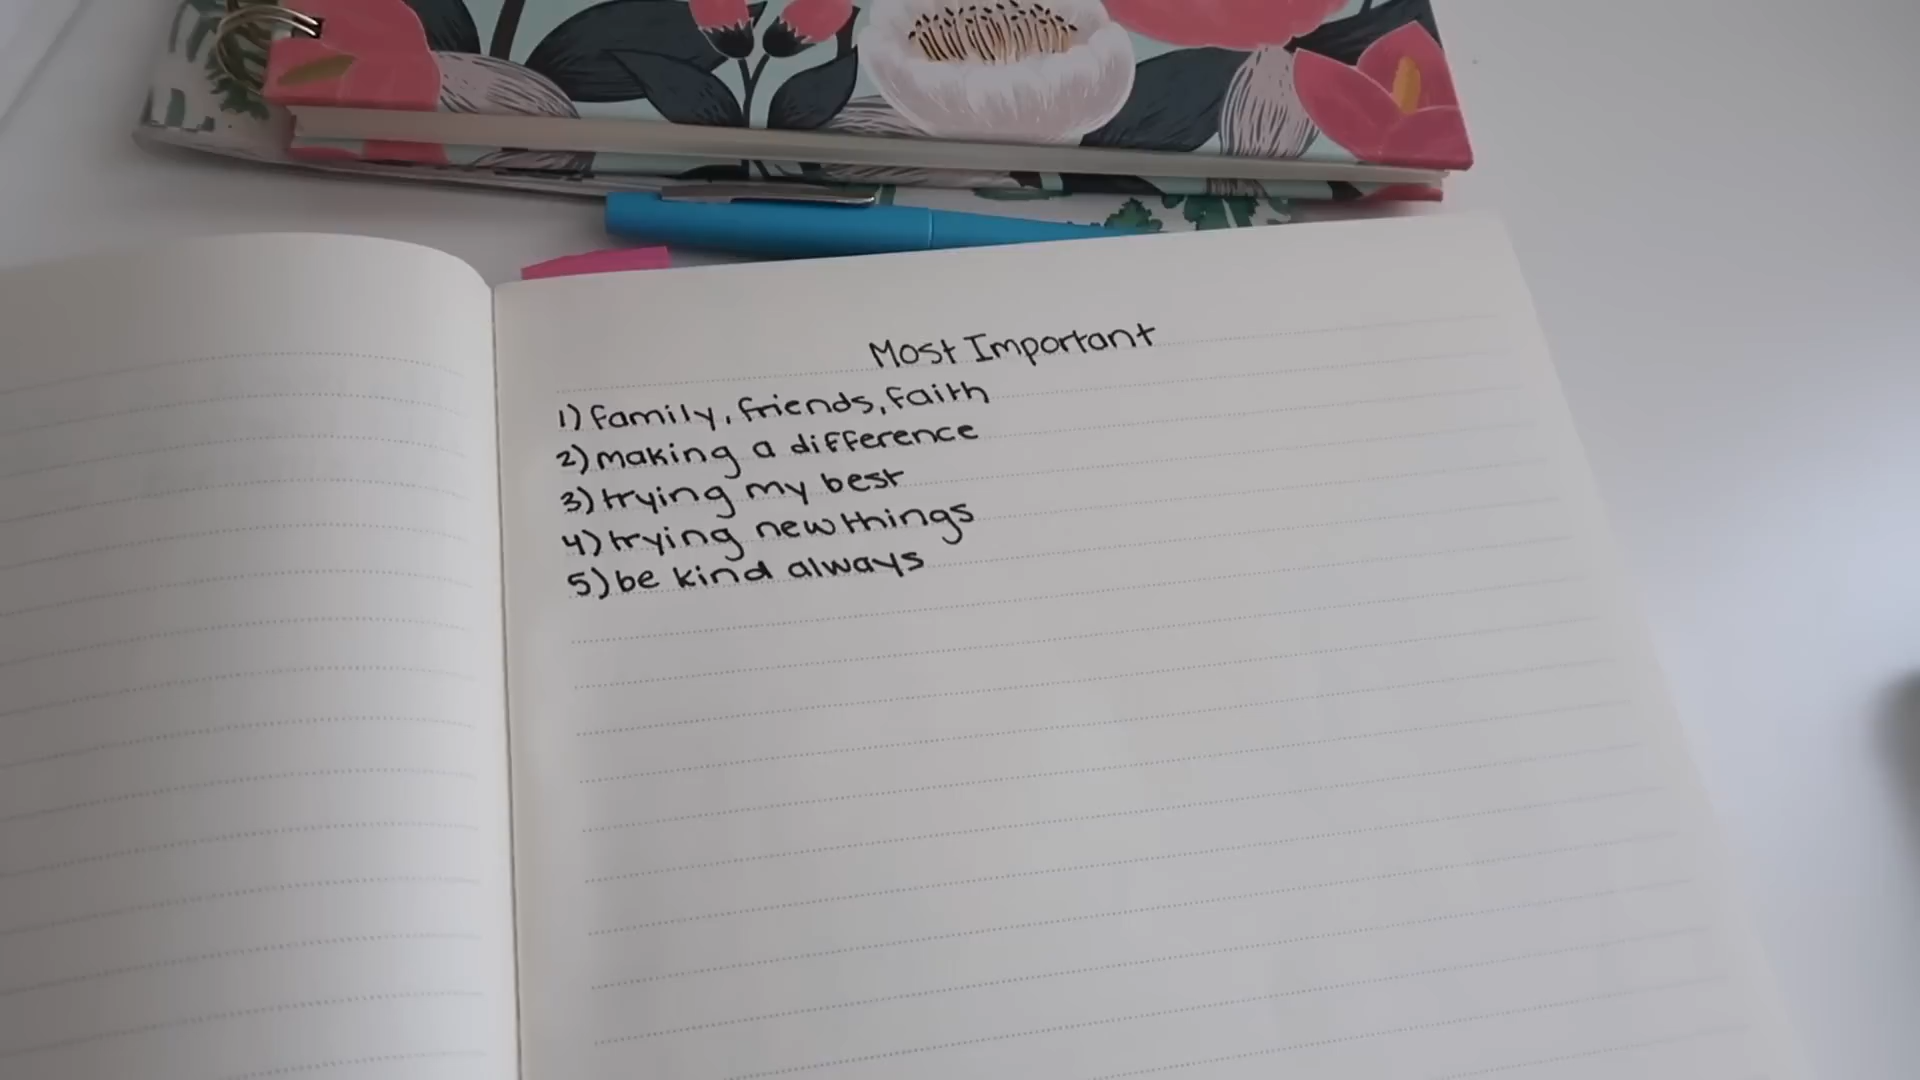 Most Important
1) family, friends, faith
2) making a difference
3) trying my best
4) trying new things
5) be kind always